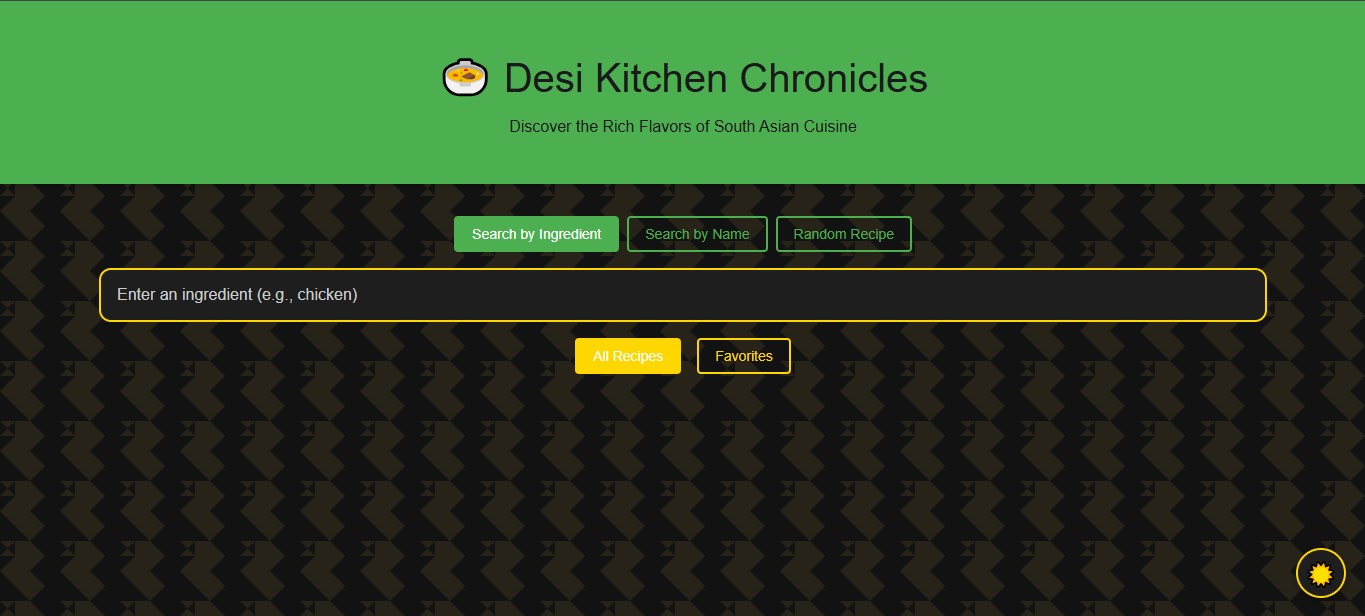 Desi Kitchen Chronicles
Discover the Rich Flavors of South Asian Cuisine
Search by Ingredient Search by Name Random Recipe
Enter an ingredient (e.g., chicken)
All Recipes Favorites